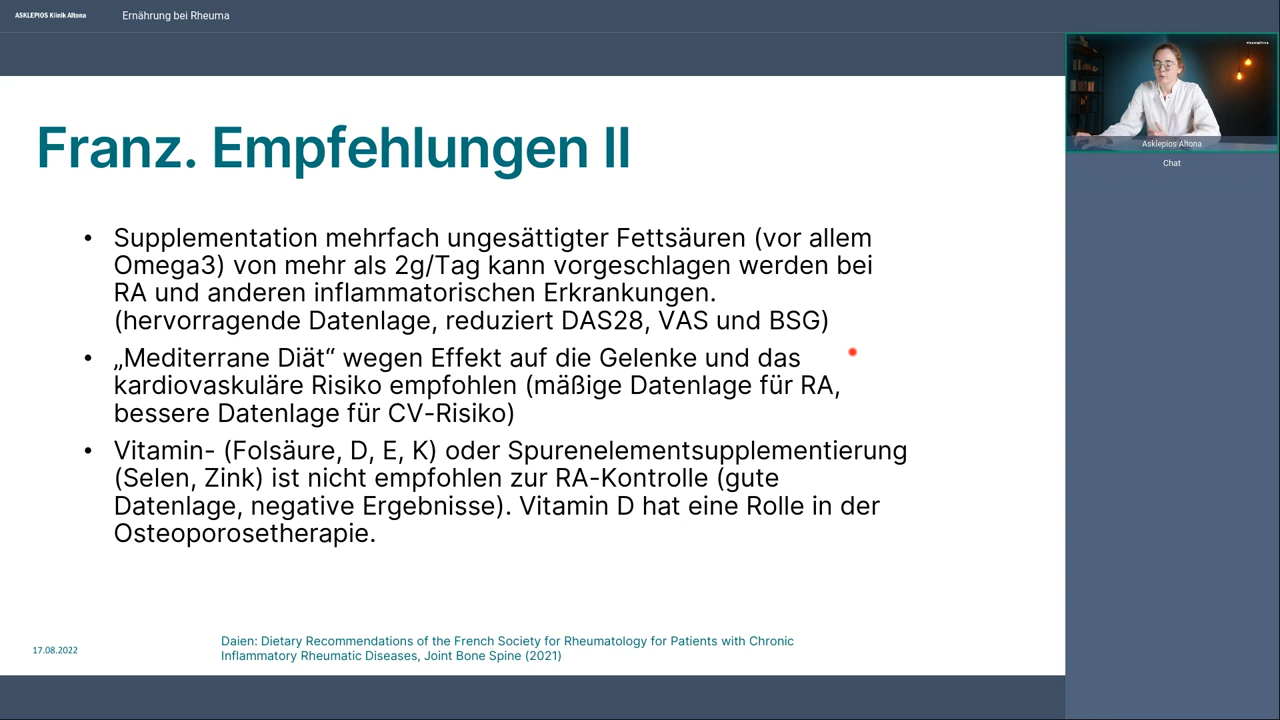 ASKLEPIOS Klinik Altona
Ernährung bei Rheuma
Franz. Empfehlungen II
• Supplementation mehrfach ungesättigter Fettsäuren (vor allem
Omega3) von mehr als 2g/Tag kann vorgeschlagen werden bei
RA und anderen inflammatorischen Erkrankungen.
(hervorragende Datenlage, reduziert DAS28, VAS und BSG)
• „Mediterrane Diät“ wegen Effekt auf die Gelenke und das
kardiovaskuläre Risiko empfohlen (mäßige Datenlage für RA,
bessere Datenlage für CV-Risiko)
• Vitamin- (Folsäure, D, E, K) oder Spurenelementsupplementierung
(Selen, Zink) ist nicht empfohlen zur RA-Kontrolle (gute
Datenlage, negative Ergebnisse). Vitamin D hat eine Rolle in der
Osteoporosetherapie.
17.08.2022
Daien: Dietary Recommendations of the French Society for Rheumatology for Patients with Chronic
Inflammatory Rheumatic Diseases, Joint Bone Spine (2021)
Asklepios Altona
Chat